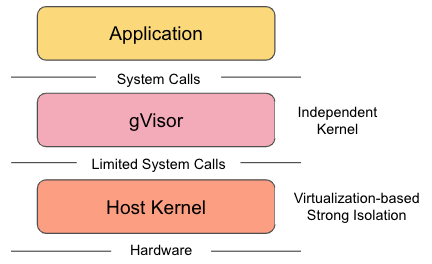 Application
System Calls
gVisor
Independent
Kernel
Limited System Calls
Host Kernel
Virtualization-based
Strong Isolation
Hardware